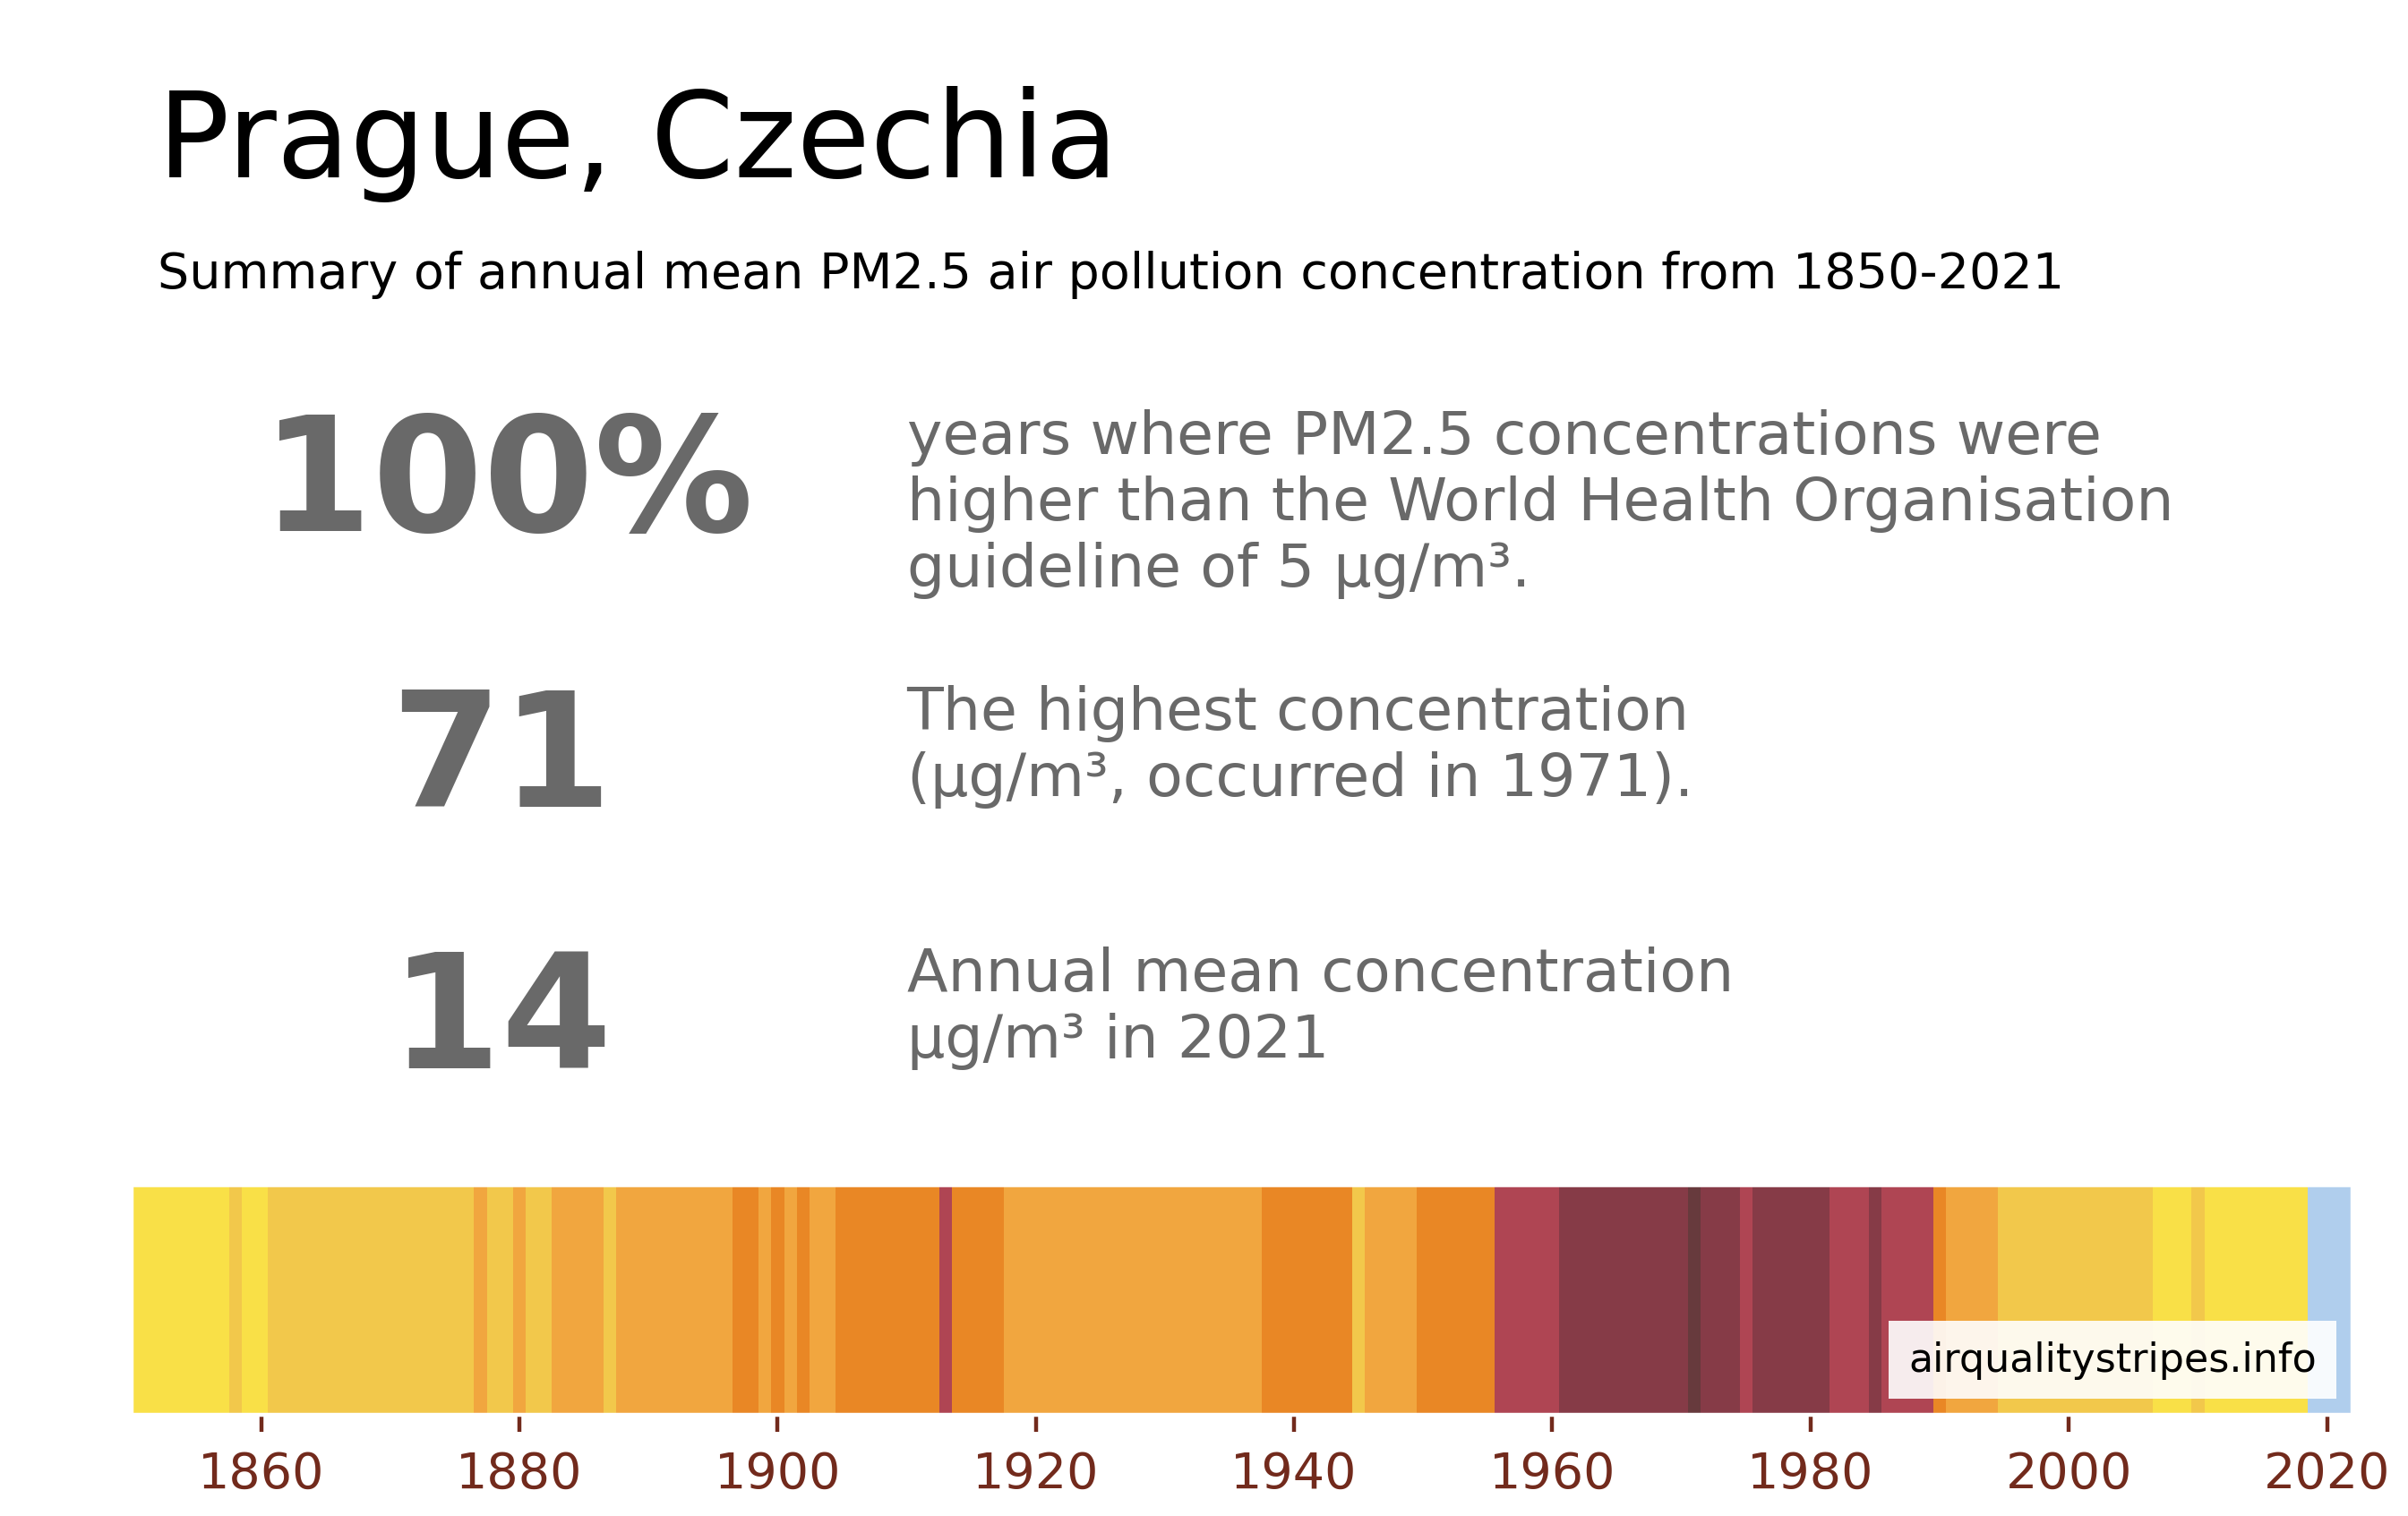 Prague, Czechia
Summary of annual mean PM2.5 air pollution concentration from 1850-2021
100%
years where PM2.5 concentrations were
higher than the World Health Organisation
guideline of 5 µg/m³.
71
The highest concentration
(µg/m³, occurred in 1971).
14
Annual mean concentration
µg/m³ in 2021
airqualitystripes.info
1860 1880 1900 1920 1940 1960 1980 2000 2020